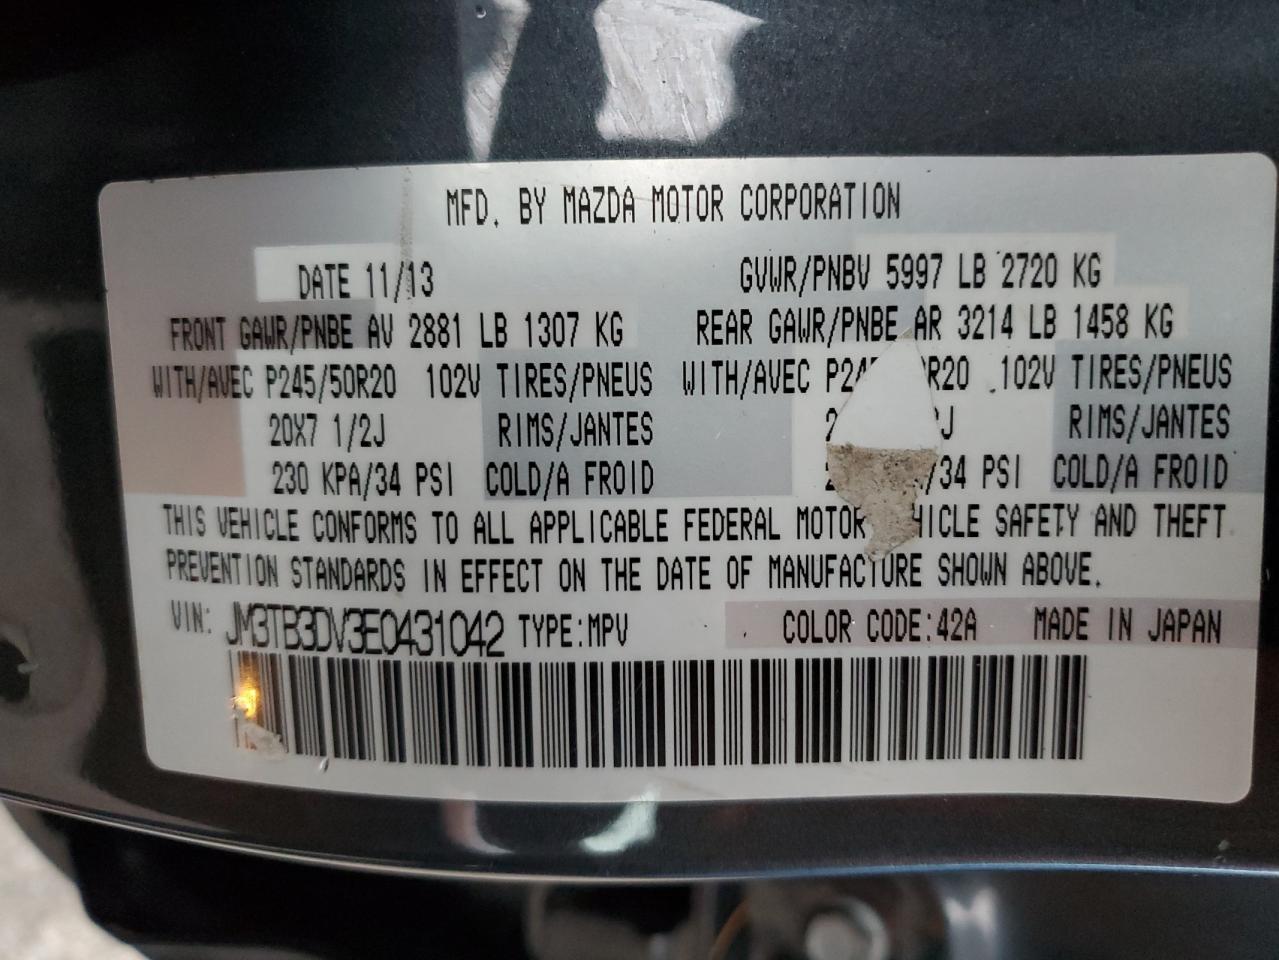 MFD. BY MAZDA MOTOR CORPORATION
DATE 11/13 GVWR/PNBV 5997 LB 2720 KG
FRONT GAWR/PNBE AV 2881 LB 1307 KG REAR GAWR/PNBE AR 3214 LB 1458 KG
WITH/AVEC P245/50R20 102V TIRES/PNEUS WITH/AVEC 102V TIRES/PNEUS
20X7 1/2J RIMS/JANTES RIMS/JANTES
230 KPA/34 PSI COLD/A FROID /34 PSI COLD/A FROID
THIS VEHICLE CONFORMS TO ALL APPLICABLE FEDERAL MOTOR SAFETY AND THEFT
PREVENTION STANDARDS IN EFFECT ON THE DATE OF MANUFACTURE SHOWN ABOVE.
VIN: JM3TB3DV3E0431042 TYPE:MPV COLOR CODE:42A MADE IN JAPAN